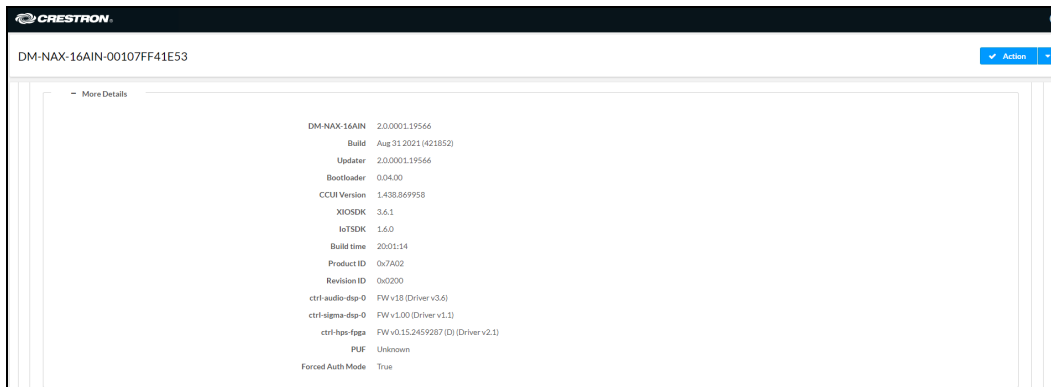 CRESTRON.
DM-NAX-16AIN-00107FF41E53
Action
− More Details
DM-NAX-16AIN 2.0.0001.19566
Build Aug 31 2021 (421852)
Updater 2.0.0001.19566
Bootloader 0.04.00
CCUI Version 1.438.869958
XIOSDK 3.6.1
IoTSDK 1.6.0
Build time 20:01:14
Product ID 0x7A02
Revision ID 0x0200
ctrl-audio-dsp-0 FW v18 (Driver v3.6)
ctrl-sigma-dsp-0 FW v1.00 (Driver v1.1)
ctrl-hps-fpga FW v0.15.2459287 (D) (Driver v2.1)
PUF Unknown
Forced Auth Mode True